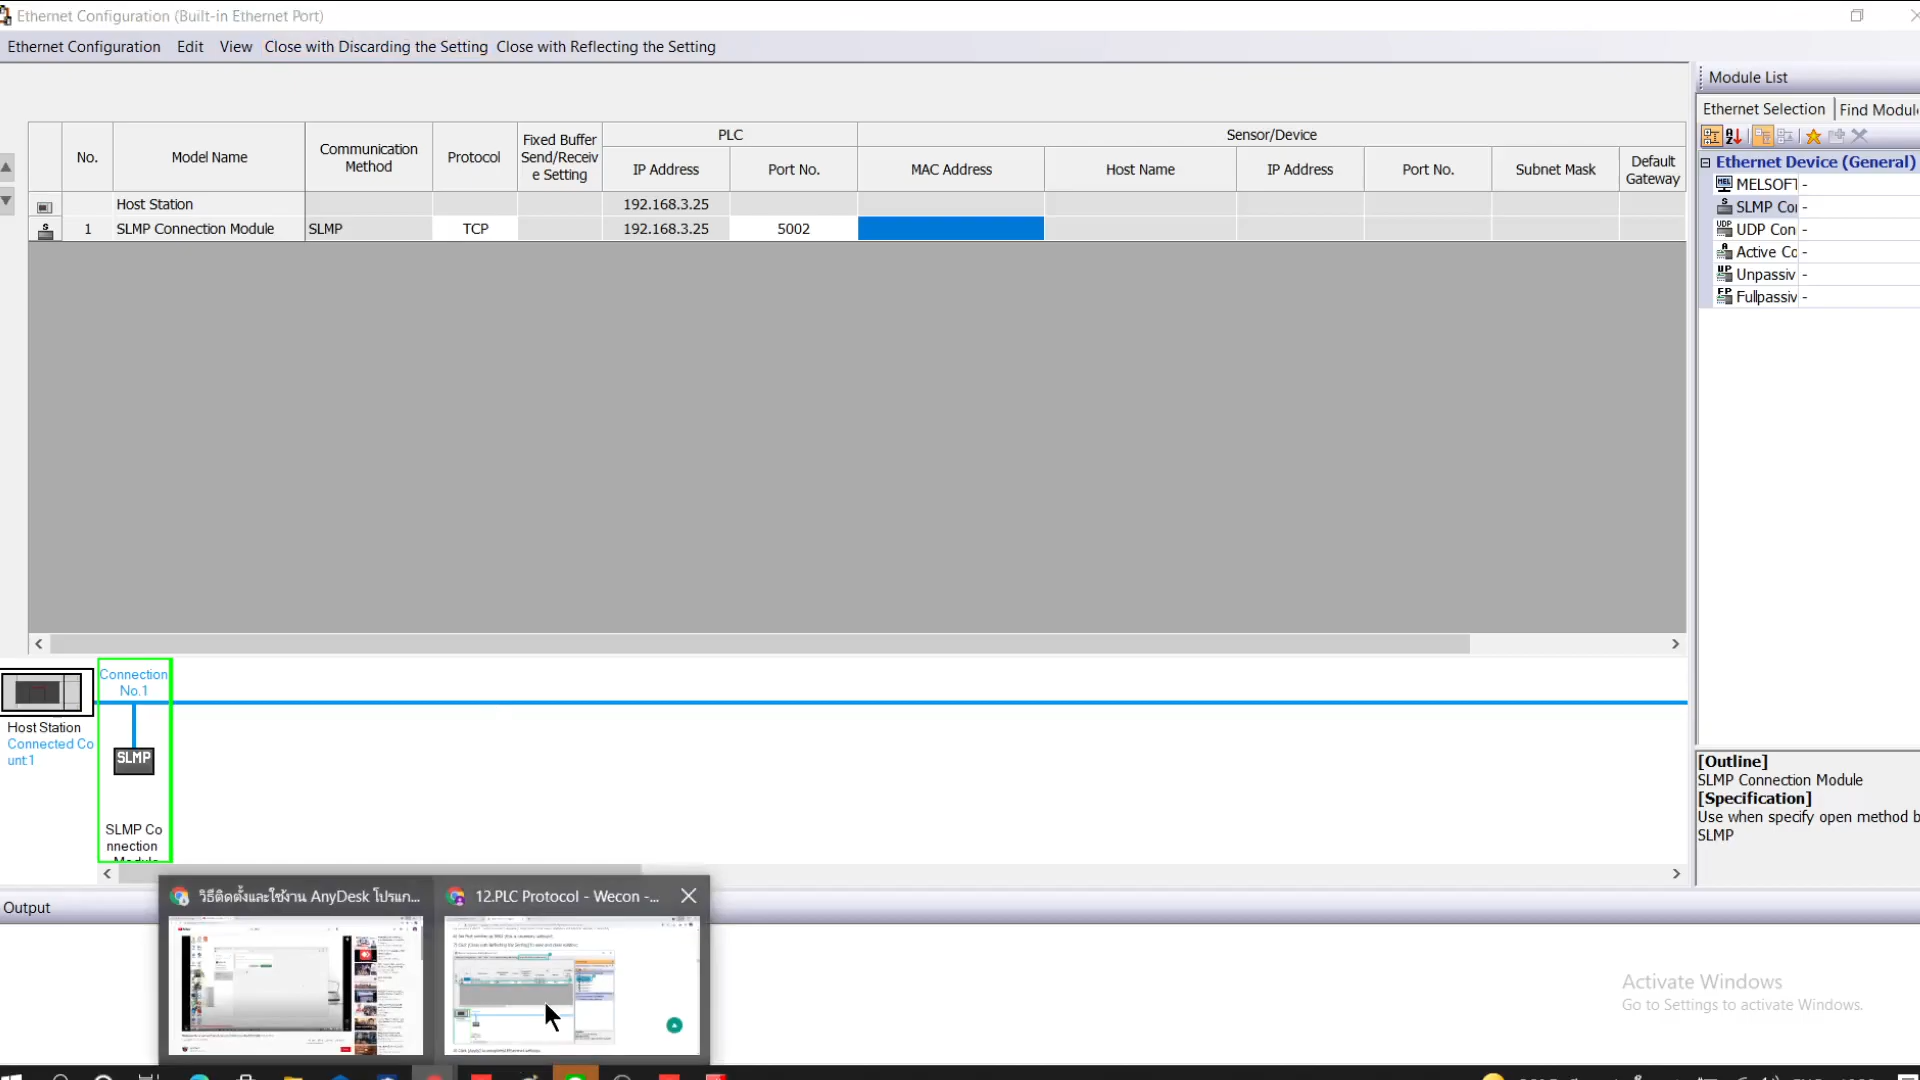 Ethernet Configuration (Built-in Ethernet Port)
Ethernet Configuration Edit View Close with Discarding the Setting Close with Reflecting the Setting
Module List
Ethernet Selection Find Modul
No. Model Name Communication Method Protocol Fixed Buffer Send/Receive Setting PLC Sensor/Device
IP Address Port No. MAC Address Host Name IP Address Port No. Subnet Mask Default Gateway
Host Station 192.168.3.25
1 SLMP Connection Module SLMP TCP 192.168.3.25 5002
Ethernet Device (General)
MELSOFT -
SLMP Co -
UDP Con -
Active Co -
Unpassiv -
Fullpassiv -
Connection
No.1
Host Station
Connected Co
unt:1
SLMP
SLMP Co
nnection
Module
[Outline]
SLMP Connection Module
[Specification]
Use when specify open method b
SLMP
Output
วิธีติดตั้งและใช้งาน AnyDesk โปรแก...
12.PLC Protocol - Wecon -...
Activate Windows
Go to Settings to activate Windows.